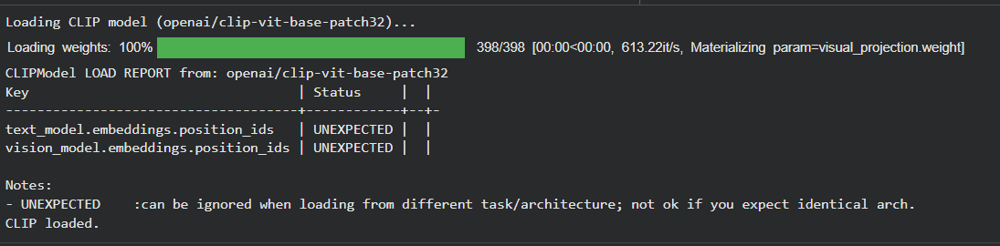 Loading CLIP model (openai/clip-vit-base-patch32)...
Loading weights: 100% 398/398 [00:00<00:00, 613.22it/s, Materializing param=visual_projection.weight]
CLIPModel LOAD REPORT from: openai/clip-vit-base-patch32
Key                                  | Status     |  |
-------------------------------------+------------+--+-
text_model.embeddings.position_ids   | UNEXPECTED |  |
vision_model.embeddings.position_ids | UNEXPECTED |  |
Notes:
- UNEXPECTED    :can be ignored when loading from different task/architecture; not ok if you expect identical arch.
CLIP loaded.